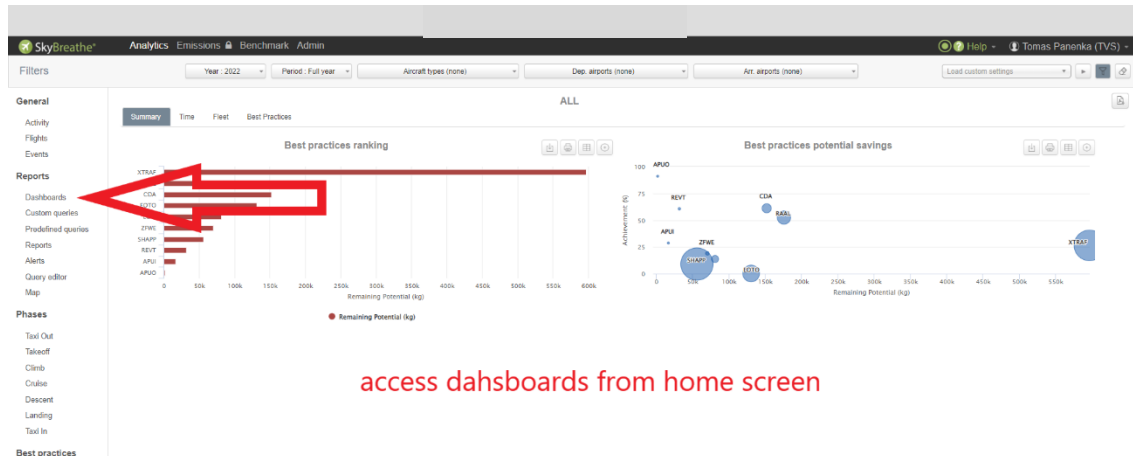 SkyBreathe®
Analytics Emissions Benchmark Admin
Help
Tomas Panenka (TVS)
Filters
Year : 2022
Period : Full year
Aircraft types (none)
Dep. airports (none)
Arr. airports (none)
Load custom settings
General
Activity
Flights
Events
Reports
Dashboards
Custom queries
Predefined queries
Reports
Alerts
Query editor
Map
Phases
Taxi Out
Takeoff
Climb
Cruise
Descent
Landing
Taxi In
Best practices
ALL
Summary Time Fleet Best Practices
Best practices ranking
XTRAF
CDA
ZFWE
SHAPP
REVT
APUI
APUO
0 50k 100k 150k 200k 250k 300k 350k 400k 450k 500k 550k 600k
Remaining Potential (kg)
Remaining Potential (kg)
Best practices potential savings
Achievement (%)
100
75
50
25
0
APUO
REVT
CDA
RAAL
APUI
ZFWE
SHAPP
XTRAF
0 50k 100k 150k 200k 250k 300k 350k 400k 450k 500k 550k
Remaining Potential (kg)
access dahsboards from home screen